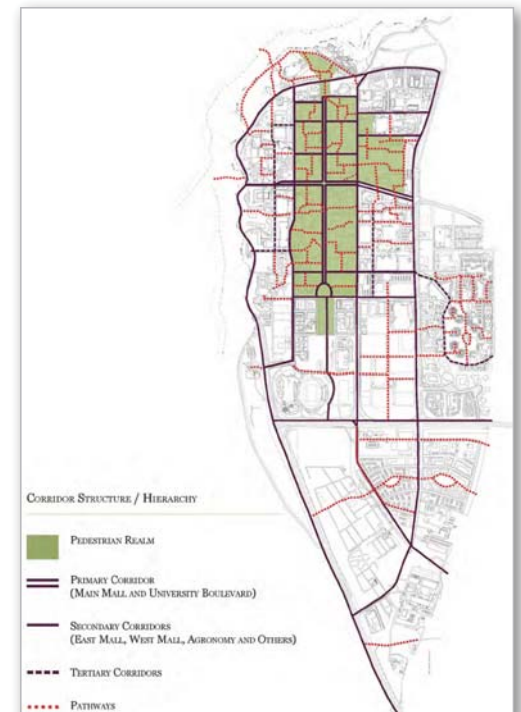 CORRIDOR STRUCTURE / HIERARCHY
PEDESTRIAN REALM
PRIMARY CORRIDOR
(MAIN MALL AND UNIVERSITY BOULEVARD)
SECONDARY CORRIDORS
(EAST MALL, WEST MALL, AGRONOMY AND OTHERS)
TERTIARY CORRIDORS
PATHWAYS